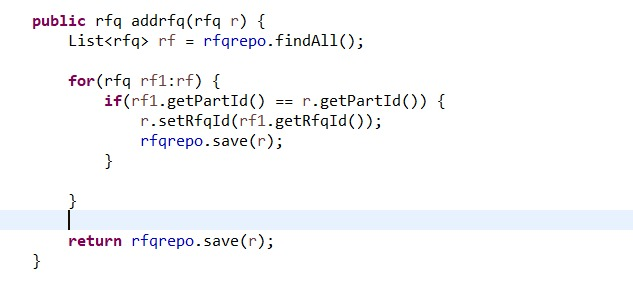 public rfq addrfq(rfq r) {
    List<rfq> rf = rfqrepo.findAll();

    for(rfq rf1:rf) {
        if(rf1.getPartId() == r.getPartId()) {
            r.setRfqId(rf1.getRfqId());
            rfqrepo.save(r);
        }

    }

    return rfqrepo.save(r);
}